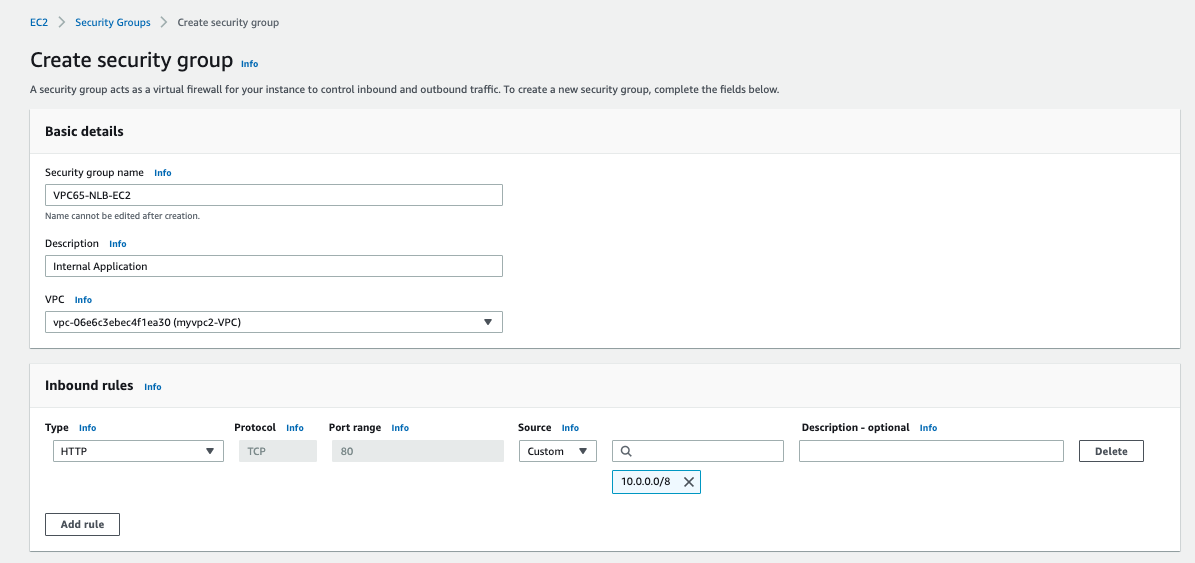 EC2 > Security Groups > Create security group
Create security group Info
A security group acts as a virtual firewall for your instance to control inbound and outbound traffic. To create a new security group, complete the fields below.
Basic details
Security group name Info
VPC65-NLB-EC2
Name cannot be edited after creation.
Description Info
Internal Application
VPC Info
vpc-06e6c3ebec4f1ea30 (myvpc2-VPC)
Inbound rules Info
Type Info Protocol Info Port range Info Source Info Description - optional Info
HTTP TCP 80 Custom Delete
10.0.0.0/8
Add rule